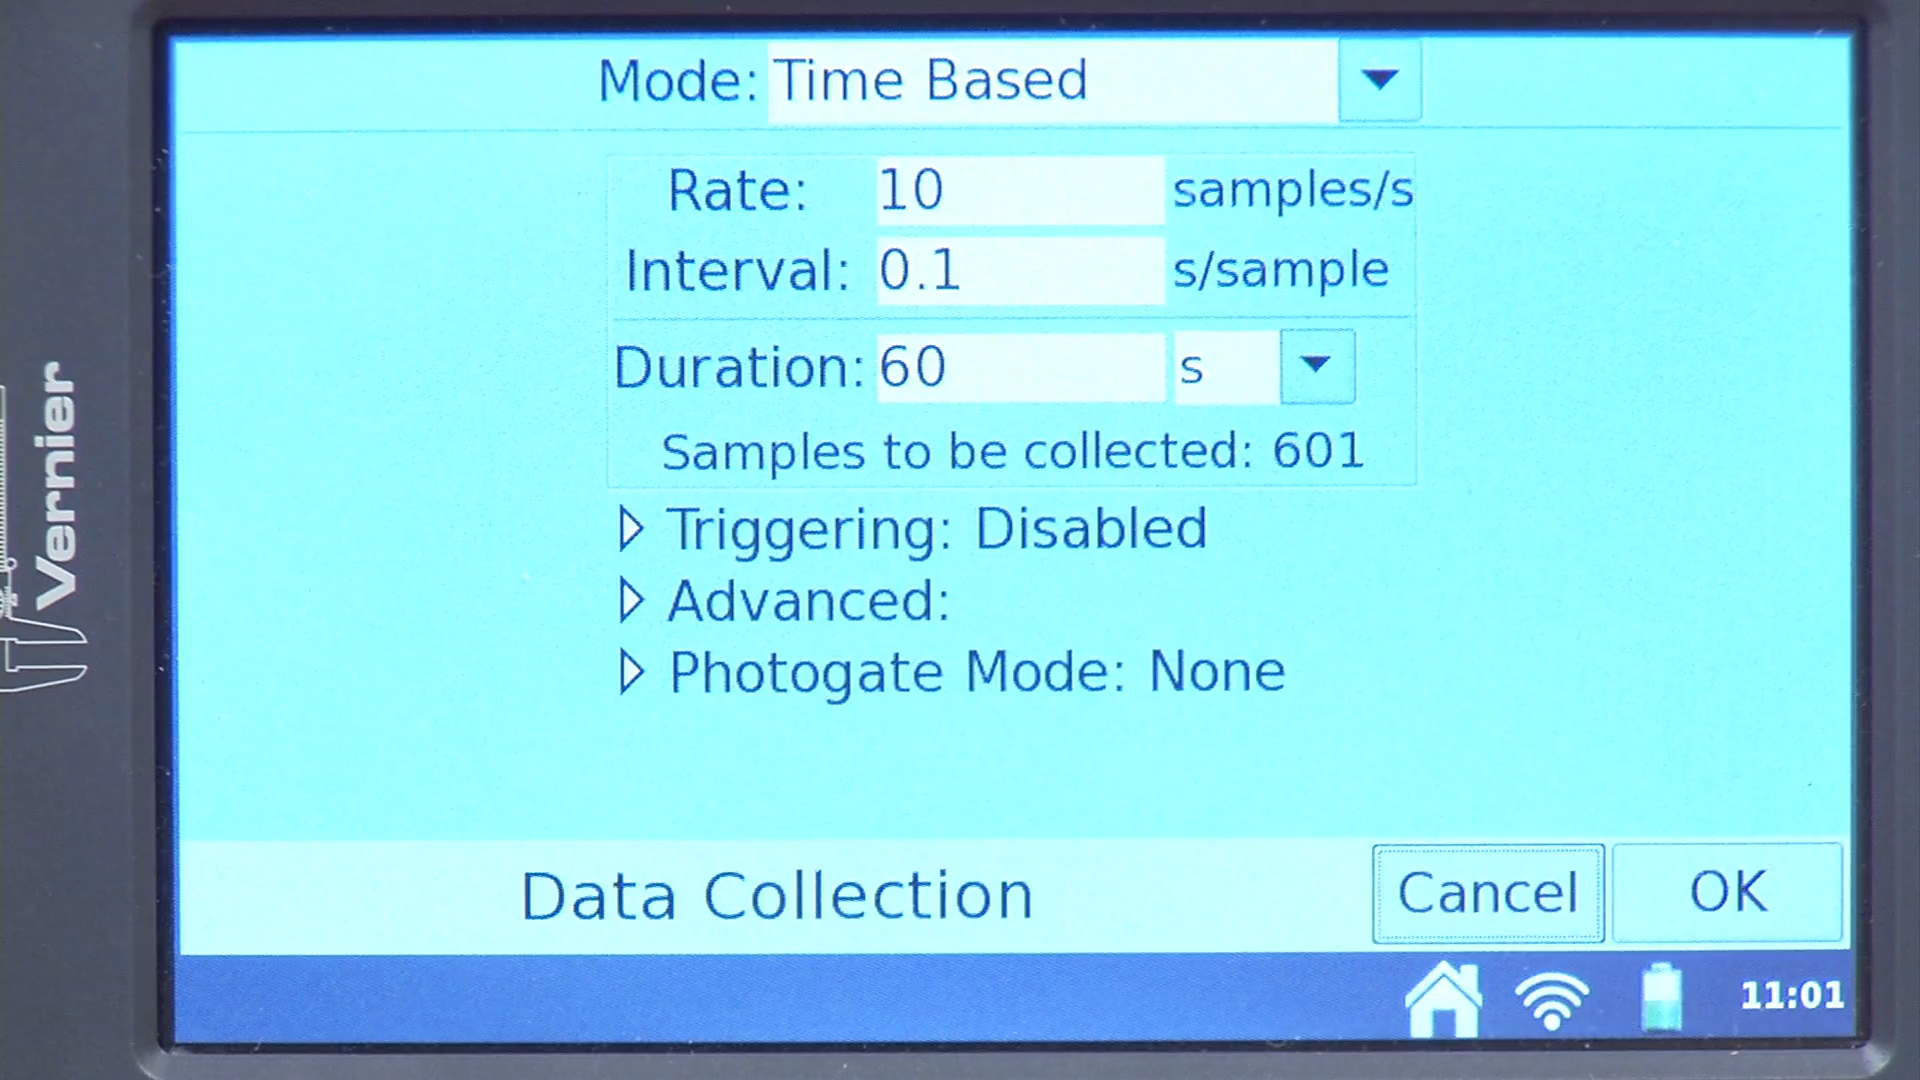 Mode: Time Based
Rate: 10 samples/s
Interval: 0.1 s/sample
Duration: 60 s
Samples to be collected: 601
Triggering: Disabled
Advanced:
Photogate Mode: None
Data Collection Cancel OK
11:01
Vernier